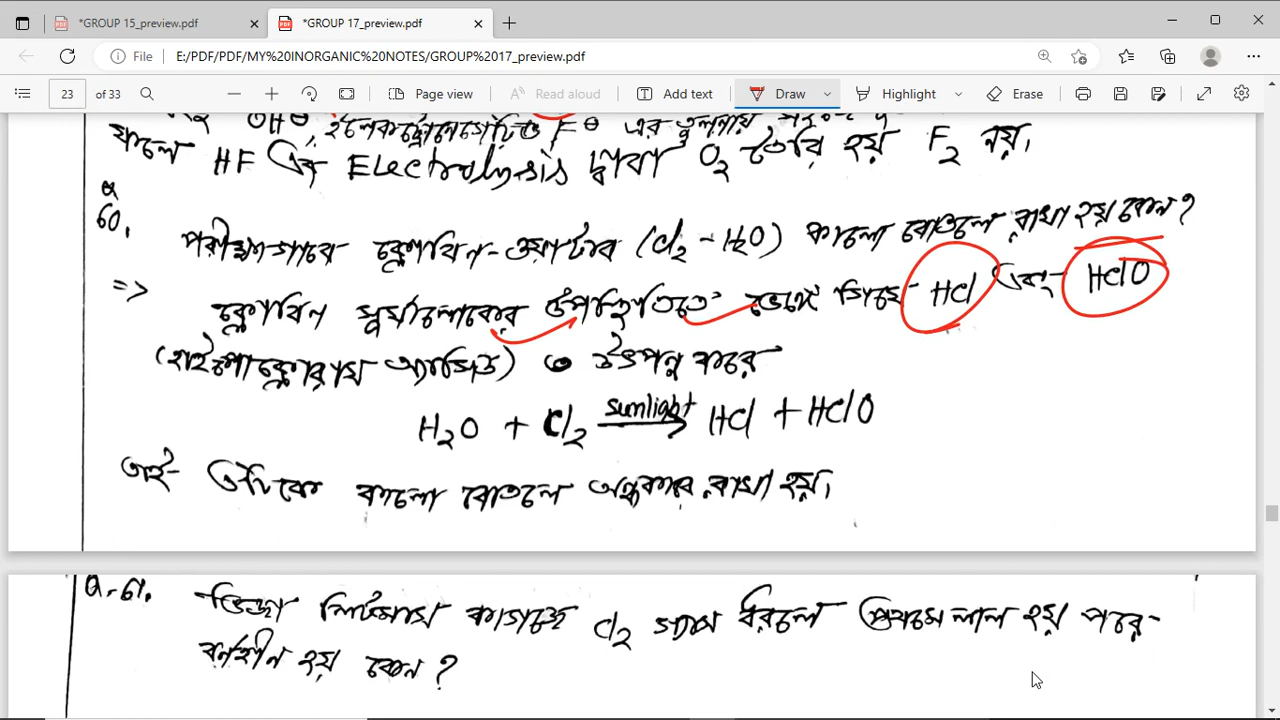 *GROUP 15_preview.pdf
*GROUP 17_preview.pdf
File E:/PDF/PDF/MY%20INORGANIC%20NOTES/GROUP%2017_preview.pdf
23 of 33 Page view Read aloud Add text Draw Highlight Erase
এর তুলনায়
ফলে HF এর Electrolysis দ্বারা O2 তৈরি হয় F2 নয়।
Q
60. পরীক্ষাগারে ক্লোরিন-ওয়াটার (Cl2 - H2O) কালো বোতলে রাখা হয় কেন?
=> ক্লোরিন সূর্যালোকের উপস্থিতিতে ভেঙ্গে গিয়ে HCl এবং HClO
(হাইপোক্লোরাস অ্যাসিড) ও উৎপন্ন করে
H2O + Cl2 sunlight → HCl + HClO
তাই কালো বোতলে অন্ধকারে রাখা হয়।
Q-61. ভিজা লিটমাস কাগজে Cl2 গ্যাস ধরিলে প্রথমে লাল হয় পরে
বর্ণহীন হয় কেন?